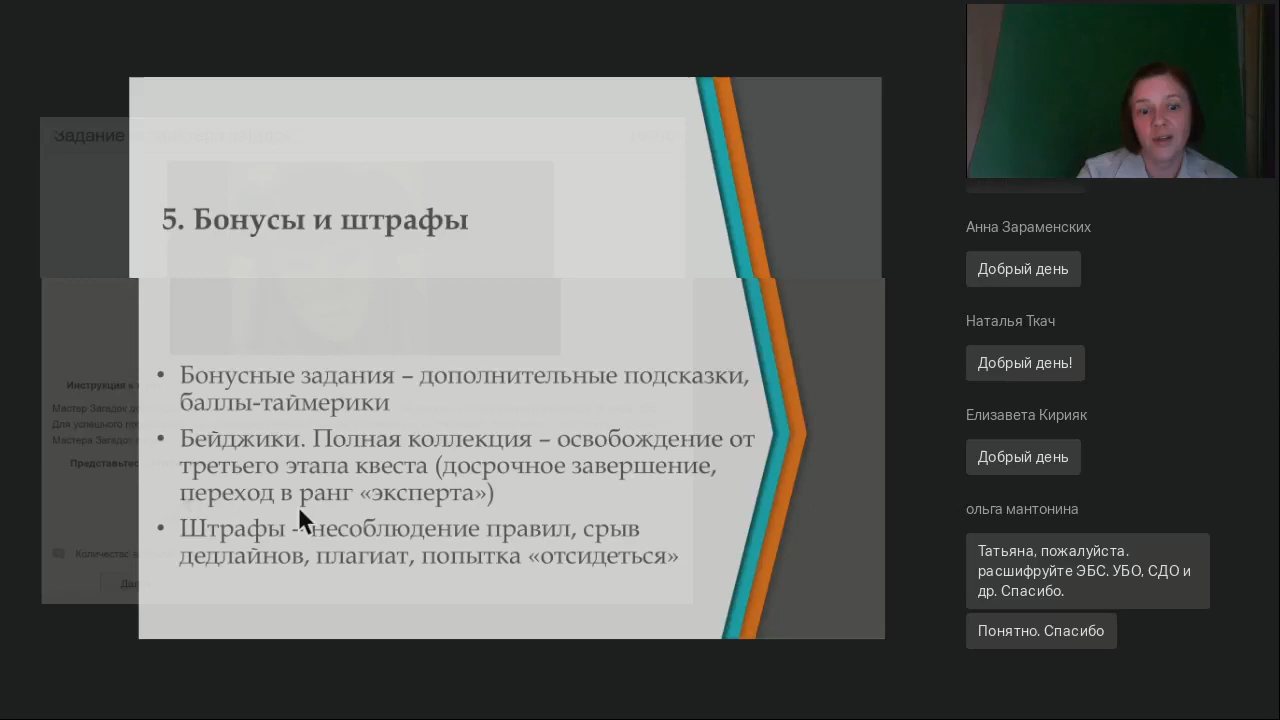 Задание
5. Бонусы и штрафы
• Бонусные задания – дополнительные подсказки,
баллы-таймерики
• Бейджики. Полная коллекция – освобождение от
третьего этапа квеста (досрочное завершение,
переход в ранг «эксперта»)
• Штрафы - несоблюдение правил, срыв
дедлайнов, плагиат, попытка «отсидеться»
Инструкция к
Мастер Загадок
Для успешного
Мастера Загадок
Представьтес
Количество
Анна Зараменских
Добрый день
Наталья Ткач
Добрый день!
Елизавета Кирияк
Добрый день
ольга мантонина
Татьяна, пожалуйста.
расшифруйте ЭБС. УБО, СДО и
др. Спасибо.
Понятно. Спасибо